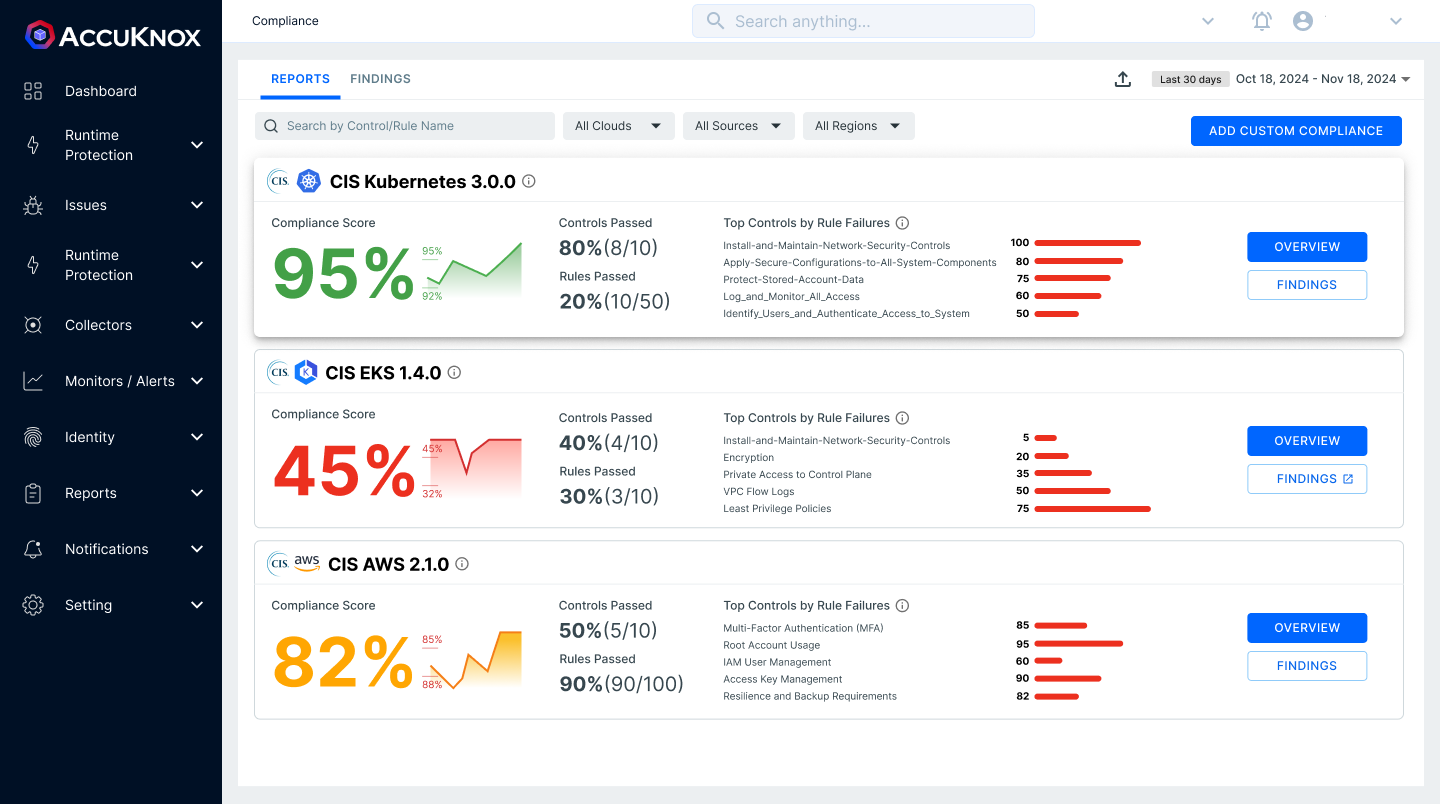 ACCUKNOX
Compliance
Search anything...
Dashboard
Runtime
Protection
Issues
Runtime
Protection
Collectors
Monitors / Alerts
Identity
Reports
Notifications
Setting
REPORTS
FINDINGS
Last 30 days
Oct 18, 2024 - Nov 18, 2024
Search by Control/Rule Name
All Clouds
All Sources
All Regions
ADD CUSTOM COMPLIANCE
CIS.
CIS Kubernetes 3.0.0
Compliance Score
95%
95%
92%
Controls Passed
80%(8/10)
Rules Passed
20%(10/50)
Top Controls by Rule Failures
Install-and-Maintain-Network-Security-Controls 100
Apply-Secure-Configurations-to-All-System-Components 80
Protect-Stored-Account-Data 75
Log_and_Monitor_All_Access 60
Identify_Users_and_Authenticate_Access_to_System 50
OVERVIEW
FINDINGS
CIS.
K
CIS EKS 1.4.0
Compliance Score
45%
45%
32%
Controls Passed
40%(4/10)
Rules Passed
30%(3/10)
Top Controls by Rule Failures
Install-and-Maintain-Network-Security-Controls 5
Encryption 20
Private Access to Control Plane 35
VPC Flow Logs 50
Least Privilege Policies 75
OVERVIEW
FINDINGS
CIS.
aws
CIS AWS 2.1.0
Compliance Score
82%
85%
88%
Controls Passed
50%(5/10)
Rules Passed
90%(90/100)
Top Controls by Rule Failures
Multi-Factor Authentication (MFA) 85
Root Account Usage 95
IAM User Management 60
Access Key Management 90
Resilience and Backup Requirements 82
OVERVIEW
FINDINGS